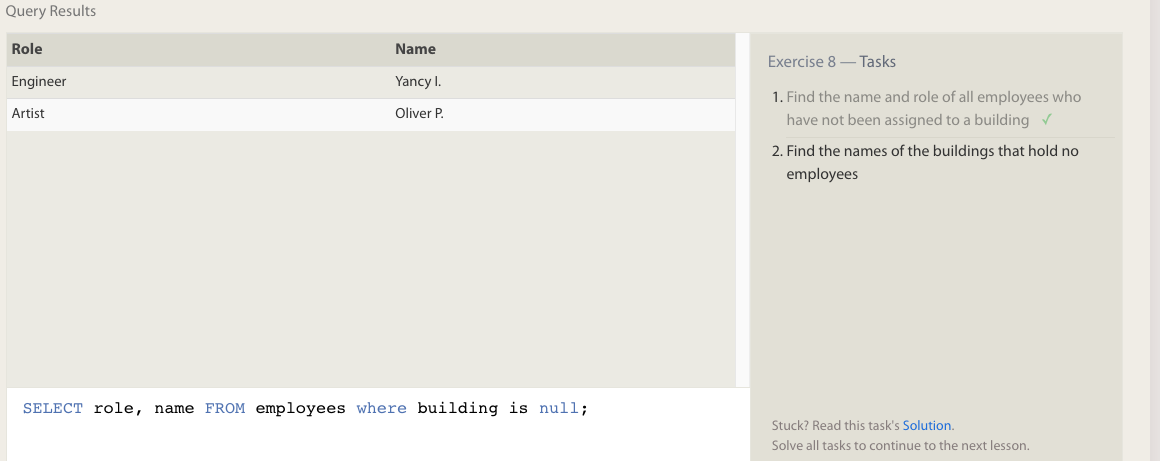 Query Results
Role Name
Engineer Yancy I.
Artist Oliver P.
SELECT role, name FROM employees where building is null;
Exercise 8 — Tasks
1. Find the name and role of all employees who
have not been assigned to a building ✓
2. Find the names of the buildings that hold no
employees
Stuck? Read this task's Solution.
Solve all tasks to continue to the next lesson.